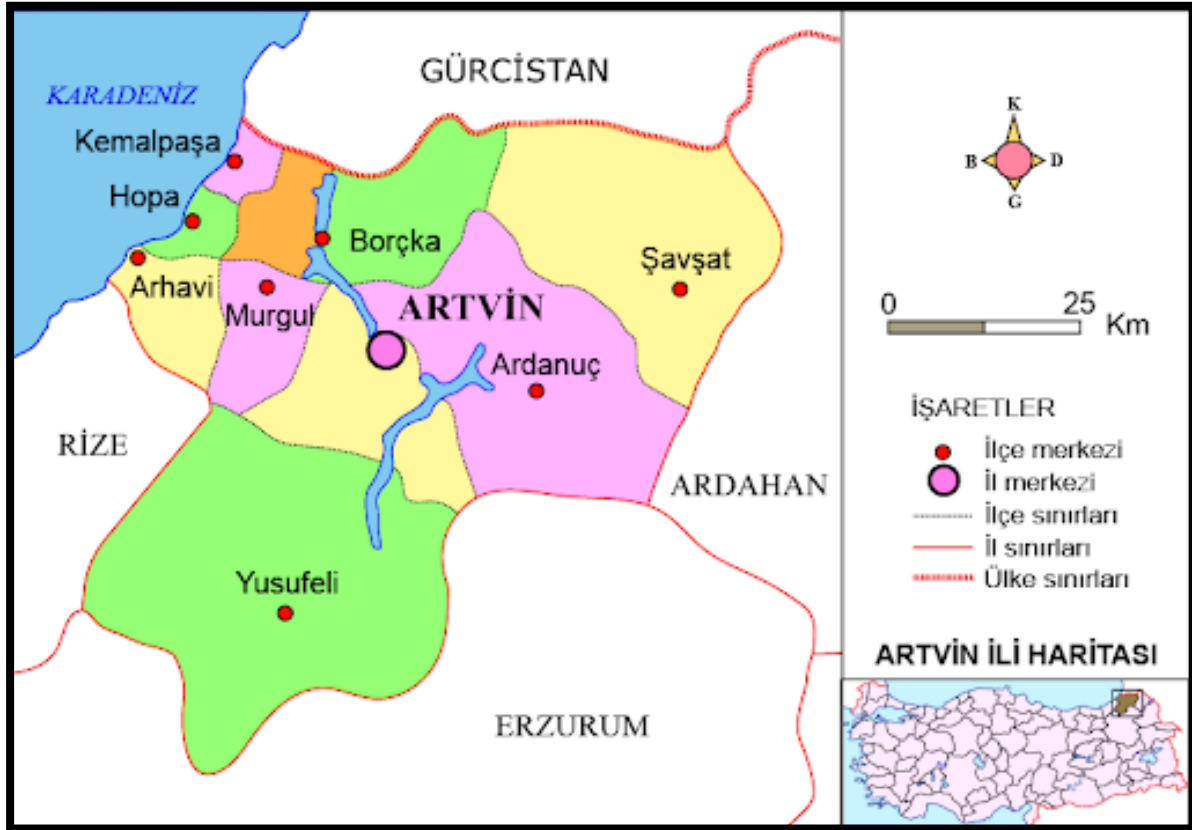 GÜRCİSTAN
KARADENİZ
Kemalpaşa
Hopa
Borçka
Şavşat
Arhavi
Murgul
ARTVİN
Ardanuç
RİZE
ARDAHAN
Yusufeli
ERZURUM
K
B
D
G
0
25
Km
İŞARETLER
İlçe merkezi
İl merkezi
İlçe sınırları
İl sınırları
Ülke sınırları
ARTVİN İLİ HARİTASI